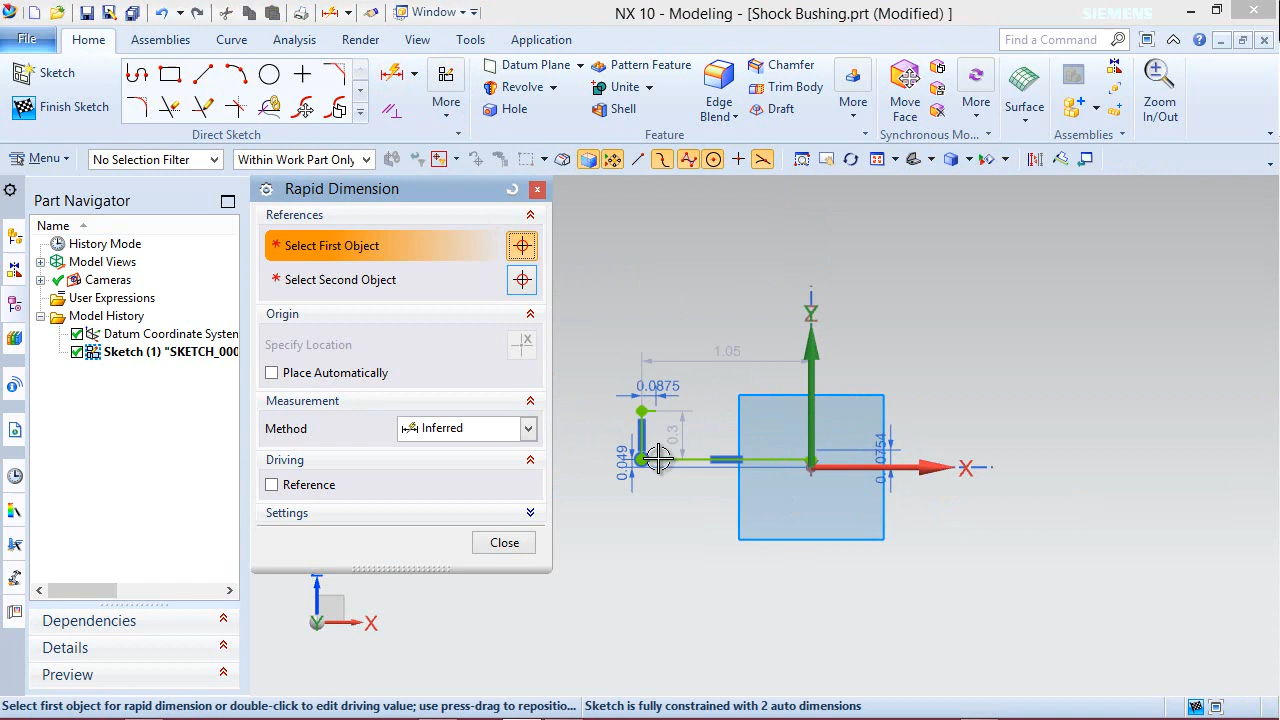 NX 10 - Modeling - [Shock Bushing.prt (Modified) ]
SIEMENS
Window
File
Home
Assemblies
Curve
Analysis
Render
View
Tools
Application
Find a Command
Sketch
Finish Sketch
More
Direct Sketch
Datum Plane
Revolve
Hole
Pattern Feature
Unite
Shell
Edge
Blend
Chamfer
Trim Body
Draft
More
Feature
Move
Face
More
Synchronous Mo...
Surface
Assemblies
Zoom
In/Out
Menu
No Selection Filter
Within Work Part Only
Part Navigator
Name
History Mode
Model Views
Cameras
User Expressions
Model History
Datum Coordinate System
Sketch (1) "SKETCH_000
Dependencies
Details
Preview
Rapid Dimension
References
* Select First Object
* Select Second Object
Origin
Specify Location
Place Automatically
Measurement
Method
Inferred
Driving
Reference
Settings
Close
1.05
0.0875
0.3
0.049
0.0754
Z
X
Y
X
Select first object for rapid dimension or double-click to edit driving value; use press-drag to repositio...
Sketch is fully constrained with 2 auto dimensions